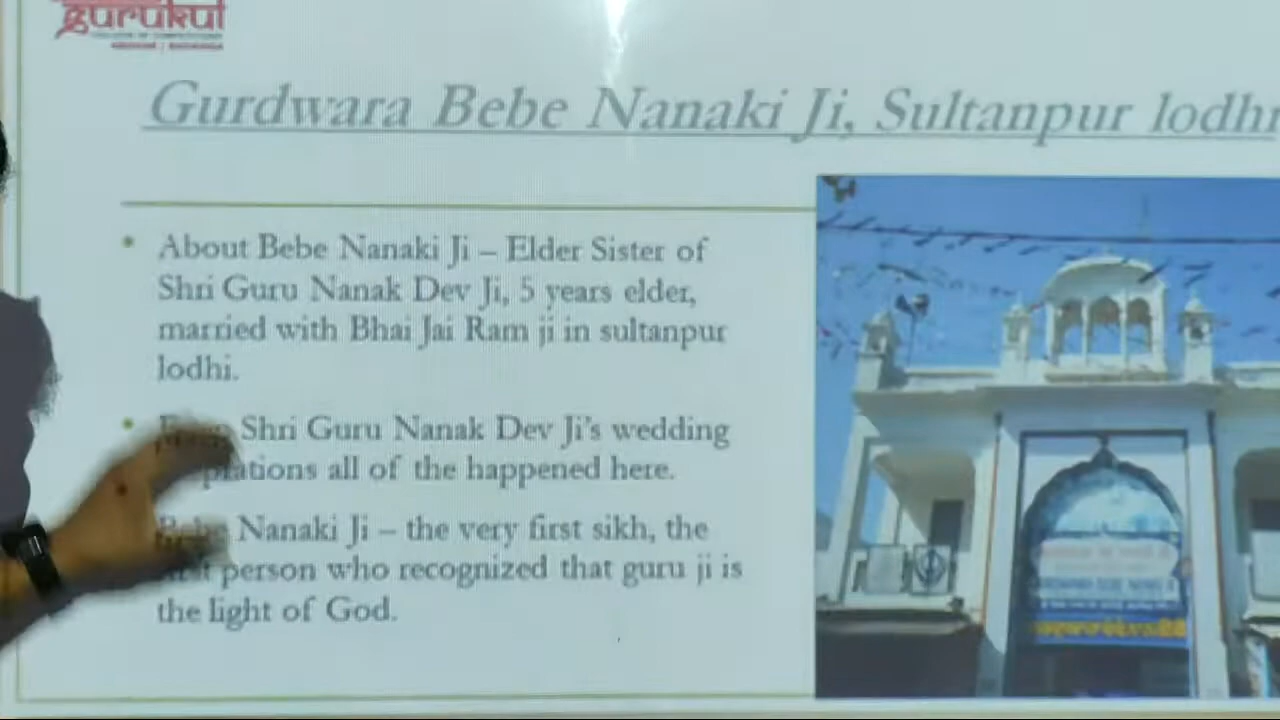 gurukul
Gurdwara Bebe Nanaki Ji, Sultanpur lodhi
• About Bebe Nanaki Ji – Elder Sister of
Shri Guru Nanak Dev Ji, 5 years elder,
married with Bhai Jai Ram ji in sultanpur
lodhi.
• Shri Guru Nanak Dev Ji's wedding
all of the happened here.
Bebe Nanaki Ji – the very first sikh, the
first person who recognized that guru ji is
the light of God.